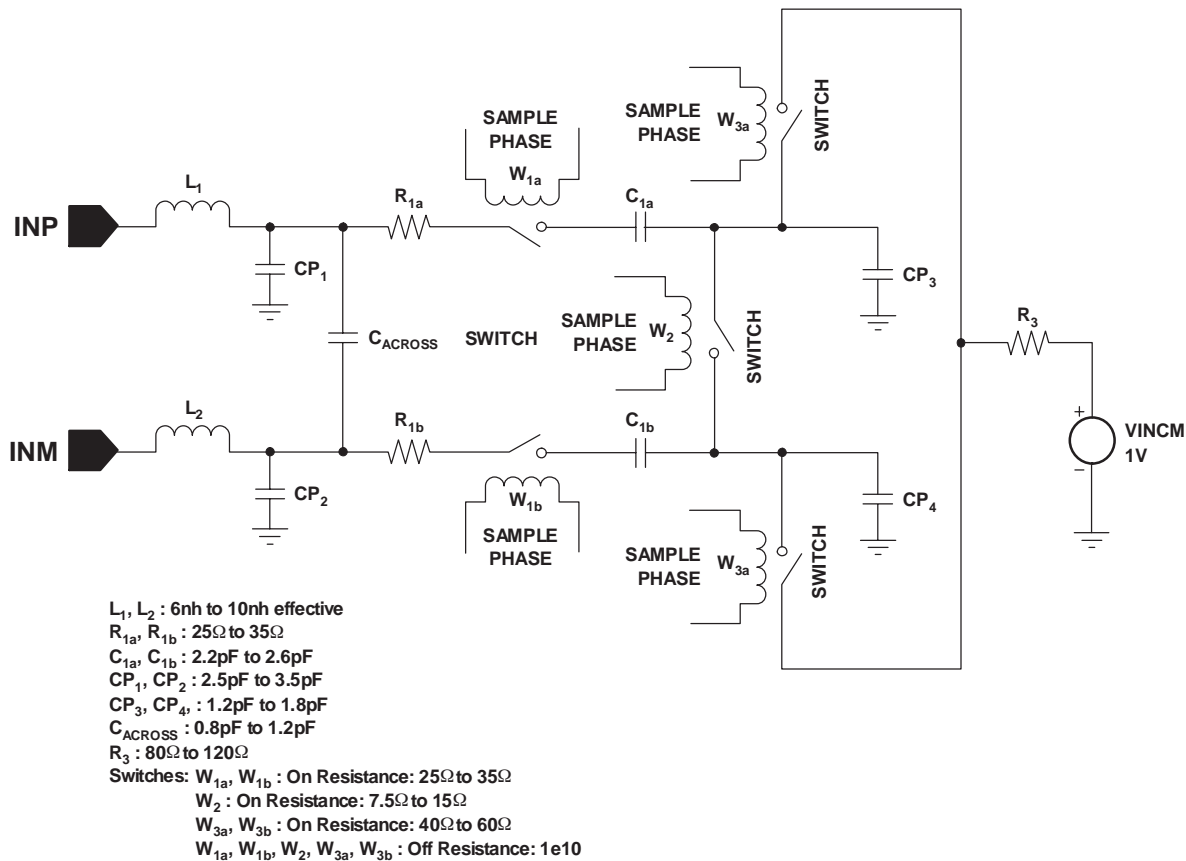 SAMPLE
PHASE
W3a
SWITCH
SAMPLE
PHASE
W1a
L1
R1a
C1a
INP
CP1
CP3
SAMPLE
PHASE
W2
SWITCH
R3
CACROSS
SWITCH
L2
R1b
C1b
+
VINCM
1V
−
INM
CP2
W1b
CP4
SAMPLE
PHASE
SAMPLE
PHASE
W3a
SWITCH
L1, L2 : 6nh to 10nh effective
R1a, R1b : 25Ω to 35Ω
C1a, C1b : 2.2pF to 2.6pF
CP1, CP2 : 2.5pF to 3.5pF
CP3, CP4, : 1.2pF to 1.8pF
CACROSS : 0.8pF to 1.2pF
R3 : 80Ω to 120Ω
Switches: W1a, W1b : On Resistance: 25Ω to 35Ω
W2 : On Resistance: 7.5Ω to 15Ω
W3a, W3b : On Resistance: 40Ω to 60Ω
W1a, W1b, W2, W3a, W3b : Off Resistance: 1e10